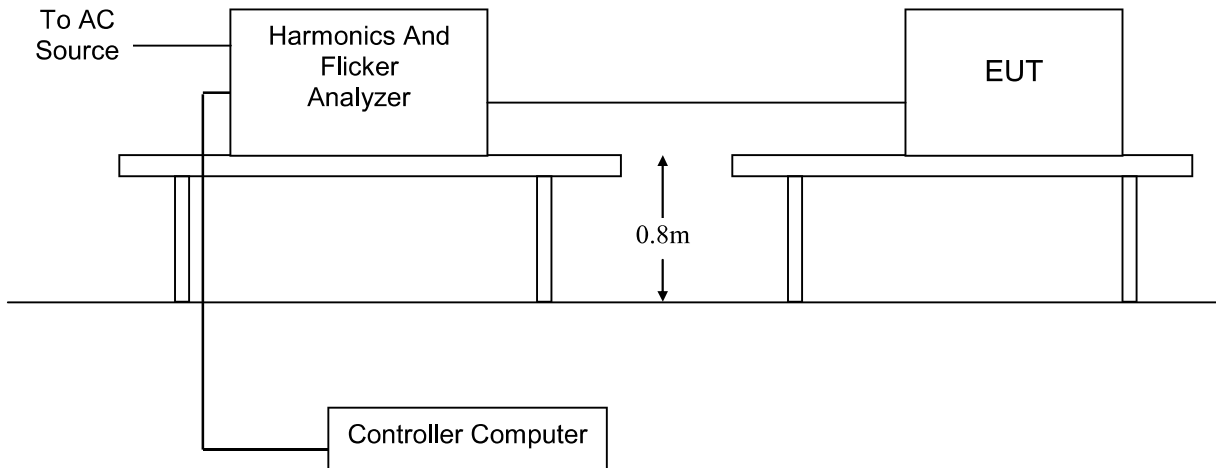 To AC
Source
Harmonics And
Flicker
Analyzer
EUT
0.8m
Controller Computer